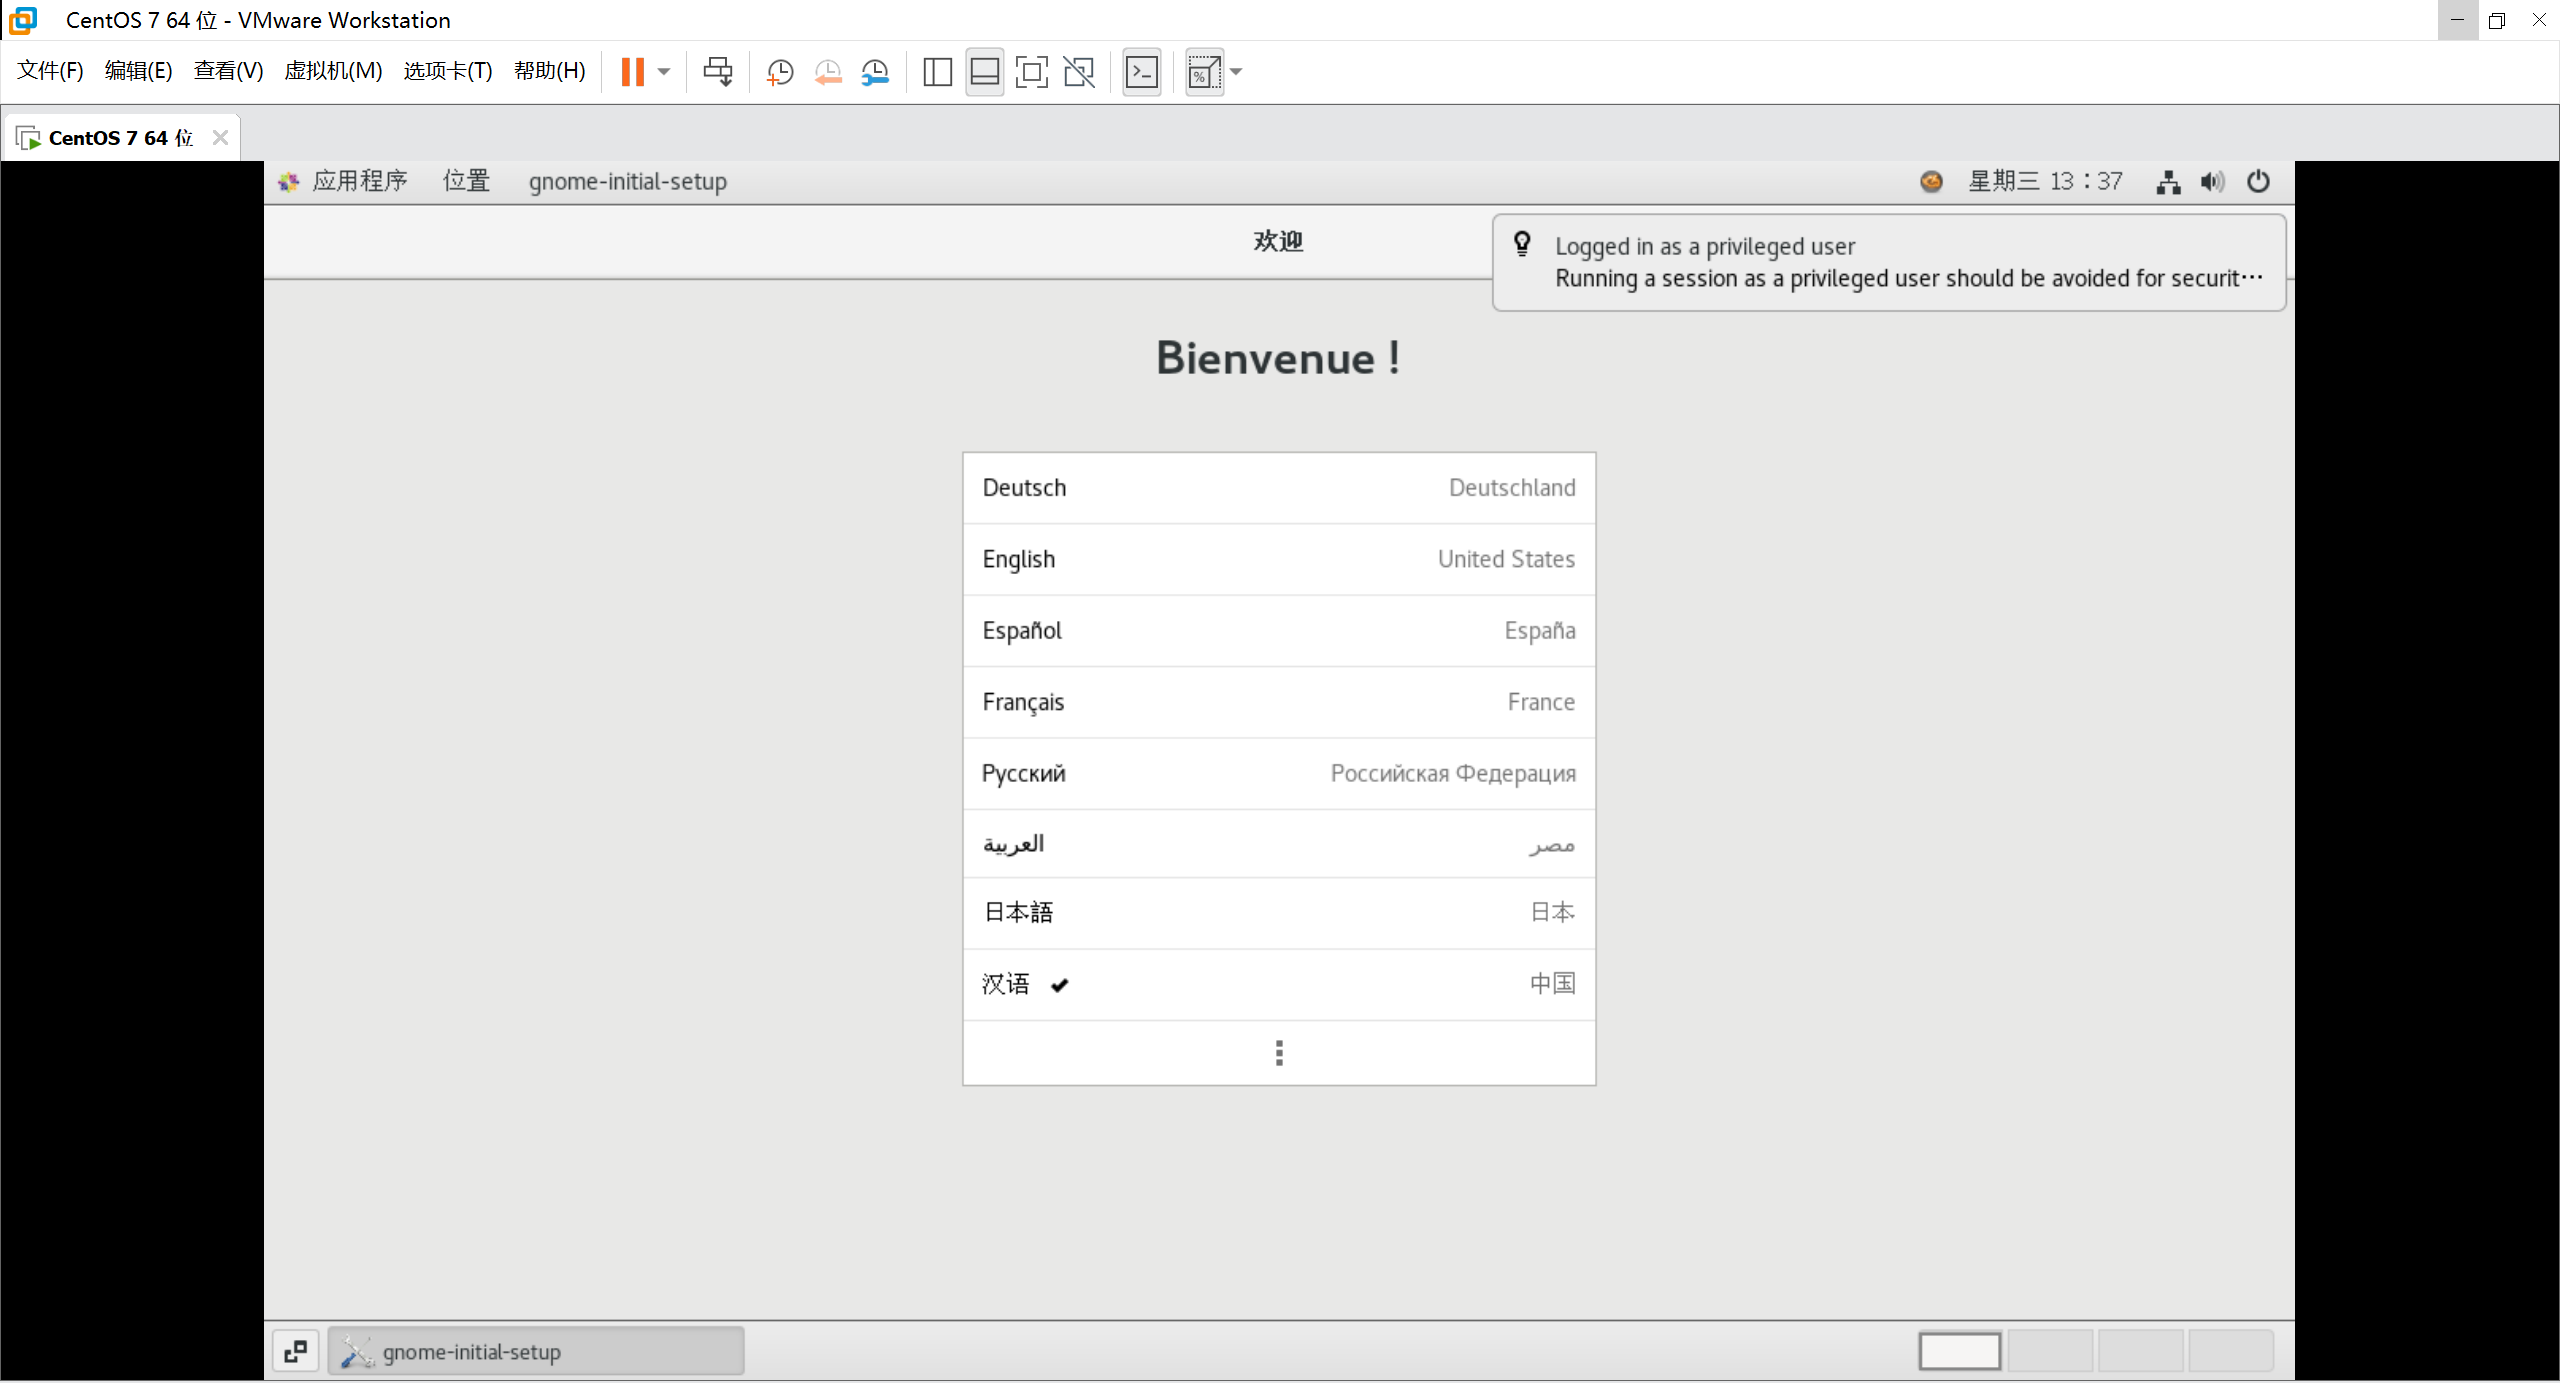 CentOS 7 64 位 - VMware Workstation
文件(F) 编辑(E) 查看(V) 虚拟机(M) 选项卡(T) 帮助(H)
CentOS 7 64 位
应用程序 位置 gnome-initial-setup 星期三 13：37
欢迎
Logged in as a privileged user
Running a session as a privileged user should be avoided for securit…
Bienvenue !
Deutsch Deutschland
English United States
Español España
Français France
Русский Российская Федерация
العربية مصر
日本語 日本
汉语 中国
gnome-initial-setup